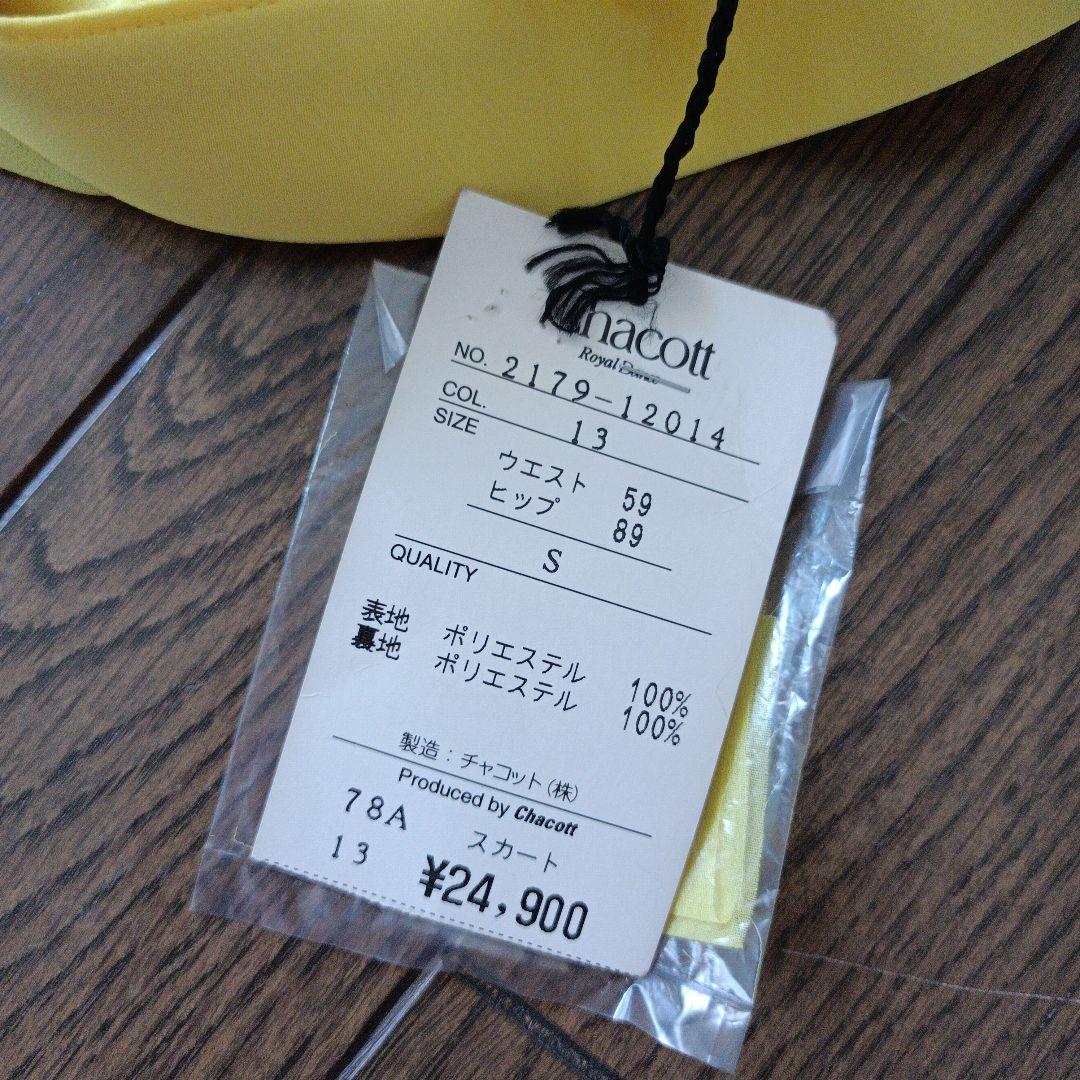 Chacott
Royal Dance
NO. 2179-12014
COL. 13
SIZE
ウエスト 59
ヒップ 89
S
QUALITY
表地 ポリエステル 100%
裏地 ポリエステル 100%
製造：チャコット（株）
Produced by Chacott
78A スカート
13 ¥24,900